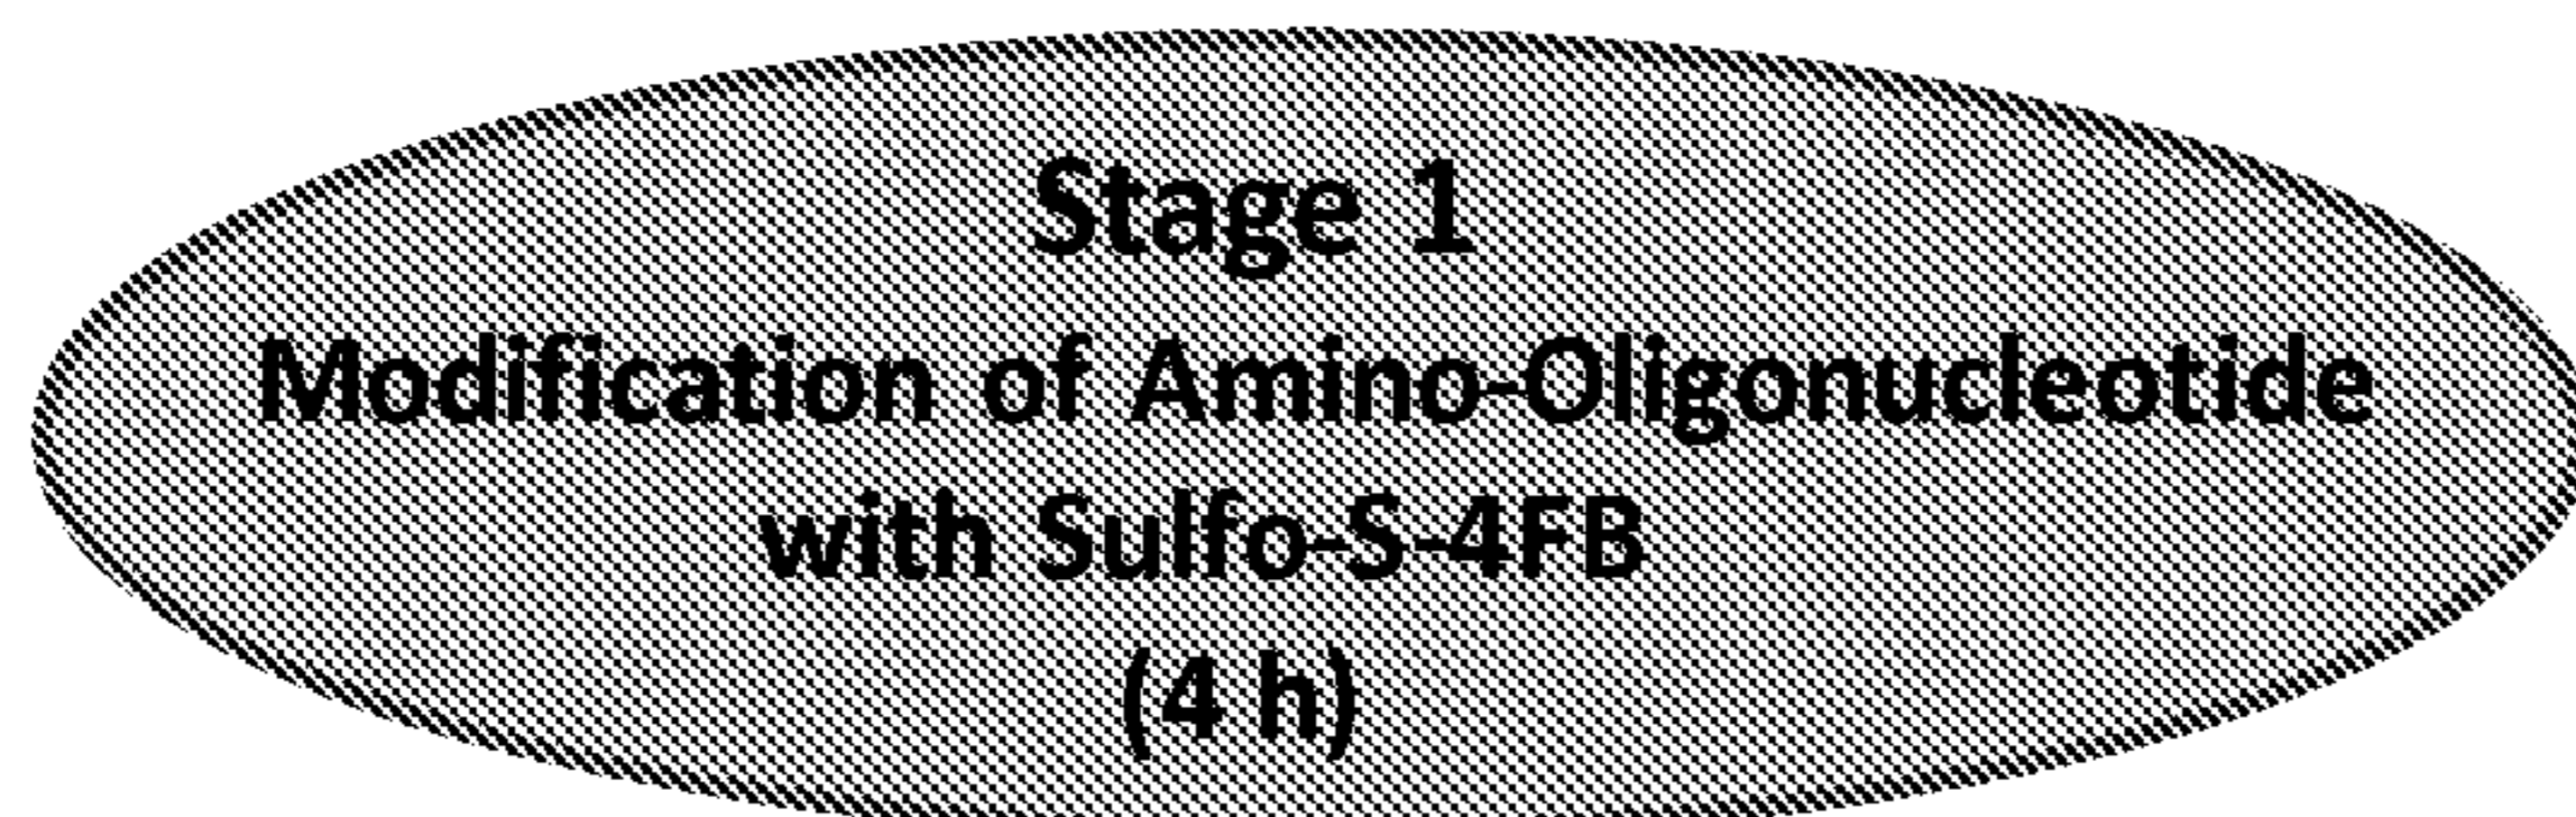 Stage 1
Modification of Amino-Oligonucleotide
with Sulfo-S-4FB
(4 h)